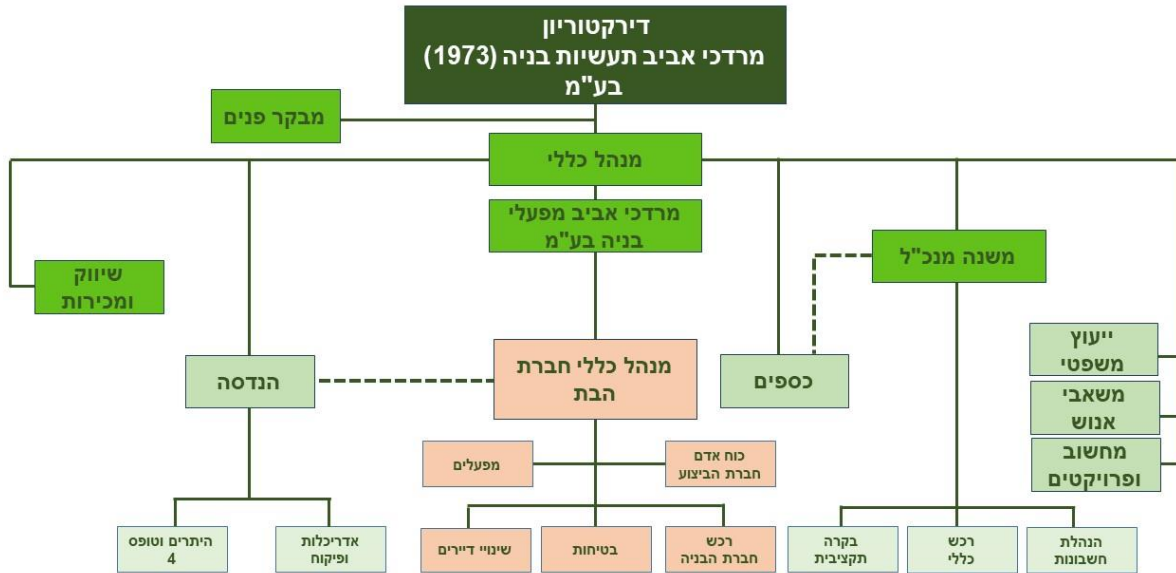 דירקטוריון
מרדכי אביב תעשיות בניה (1973)
בע"מ
מבקר פנים
מנהל כללי
מרדכי אביב מפעלי
בניה בע"מ
משנה מנכ"ל
שיווק
ומכירות
ייעוץ
משפטי
משאבי
אנוש
מחשוב
ופרויקטים
כספים
מנהל כללי חברת
הבת
הנדסה
כוח אדם
חברת הביצוע
מפעלים
הנהלת
חשבונות
רכש
כללי
בקרה
תקציבית
רכש
חברת הבניה
בטיחות
שינויי דיירים
אדריכלות
ופיקוח
היתרים וטופס
4